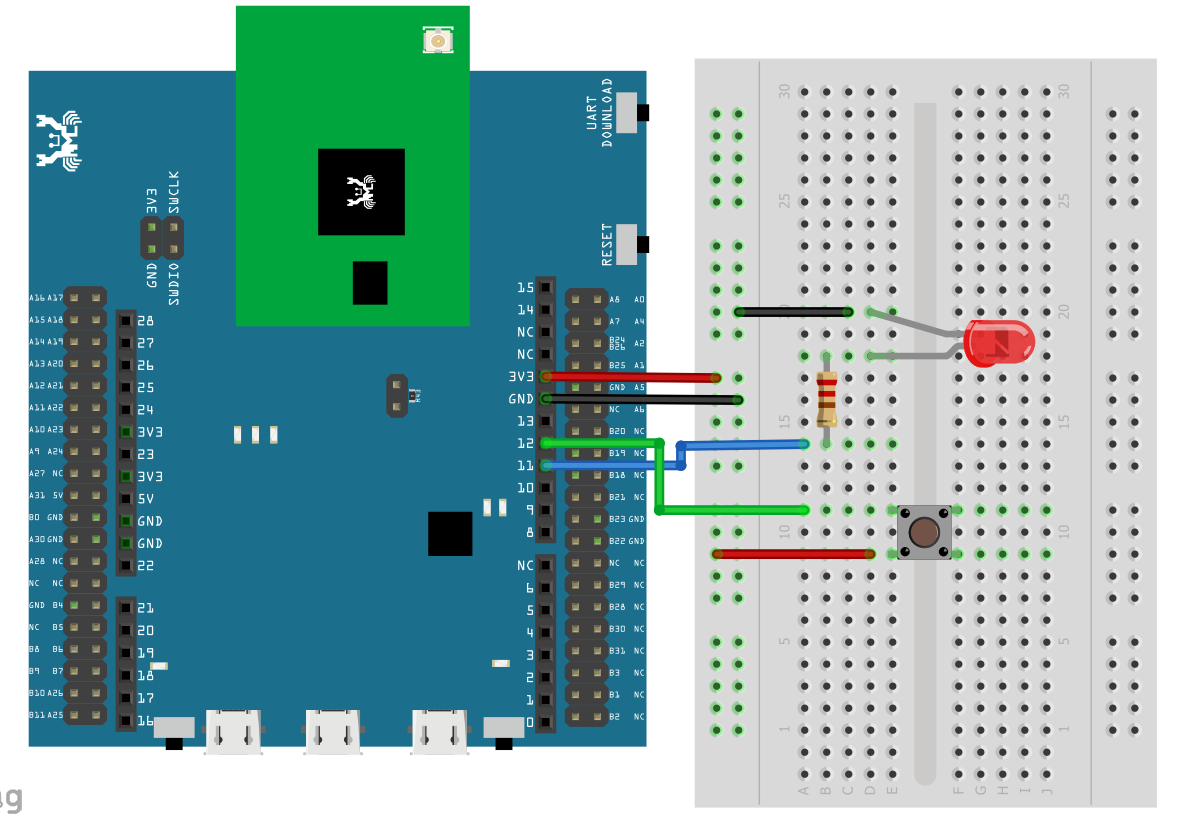 UART
DOWNLOAD
RESET
3V3 SWCLK
GND SWDIO
A16 A17
A15 A18
A14 A19
A13 A20
A12 A21
A11 A22
A10 A23
A9 A24
A27 NC
A31 5V
B0 GND
A30 GND
A28 NC
NC NC
GND B4
NC B5
B8 B6
B9 B7
B10 A26
B11 A25
28
27
26
25
24
3V3
23
3V3
5V
GND
GND
22
21
20
19
18
17
16
15
14
NC
NC
3V3
GND
13
12
11
10
9
8
NC
6
5
4
3
2
1
0
A8 A0
A7 A4
B24
B26 A2
B25 A1
GND A5
NC A6
B20 NC
B19 NC
B18 NC
B21 NC
B23 GND
B22 GND
NC NC
B29 NC
B28 NC
B30 NC
B31 NC
B3 NC
B1 NC
B2 NC
30 30
25 25
20
15 15
10 10
5 5
1 1
A B C D E F G H I J